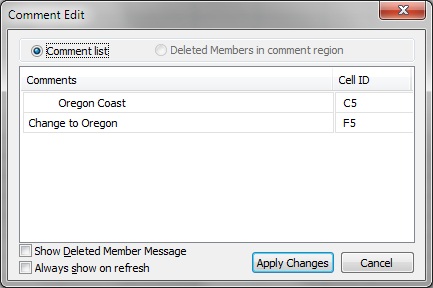 Comment Edit
Comment list Deleted Members in comment region
Comments Cell ID
Oregon Coast C5
Change to Oregon F5
Show Deleted Member Message
Always show on refresh
Apply Changes Cancel